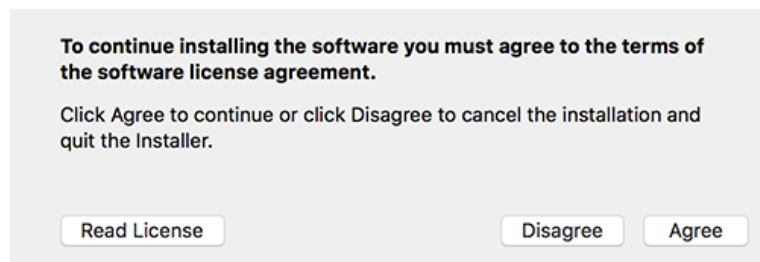 To continue installing the software you must agree to the terms of
the software license agreement.
Click Agree to continue or click Disagree to cancel the installation and
quit the Installer.
Read License
Disagree
Agree